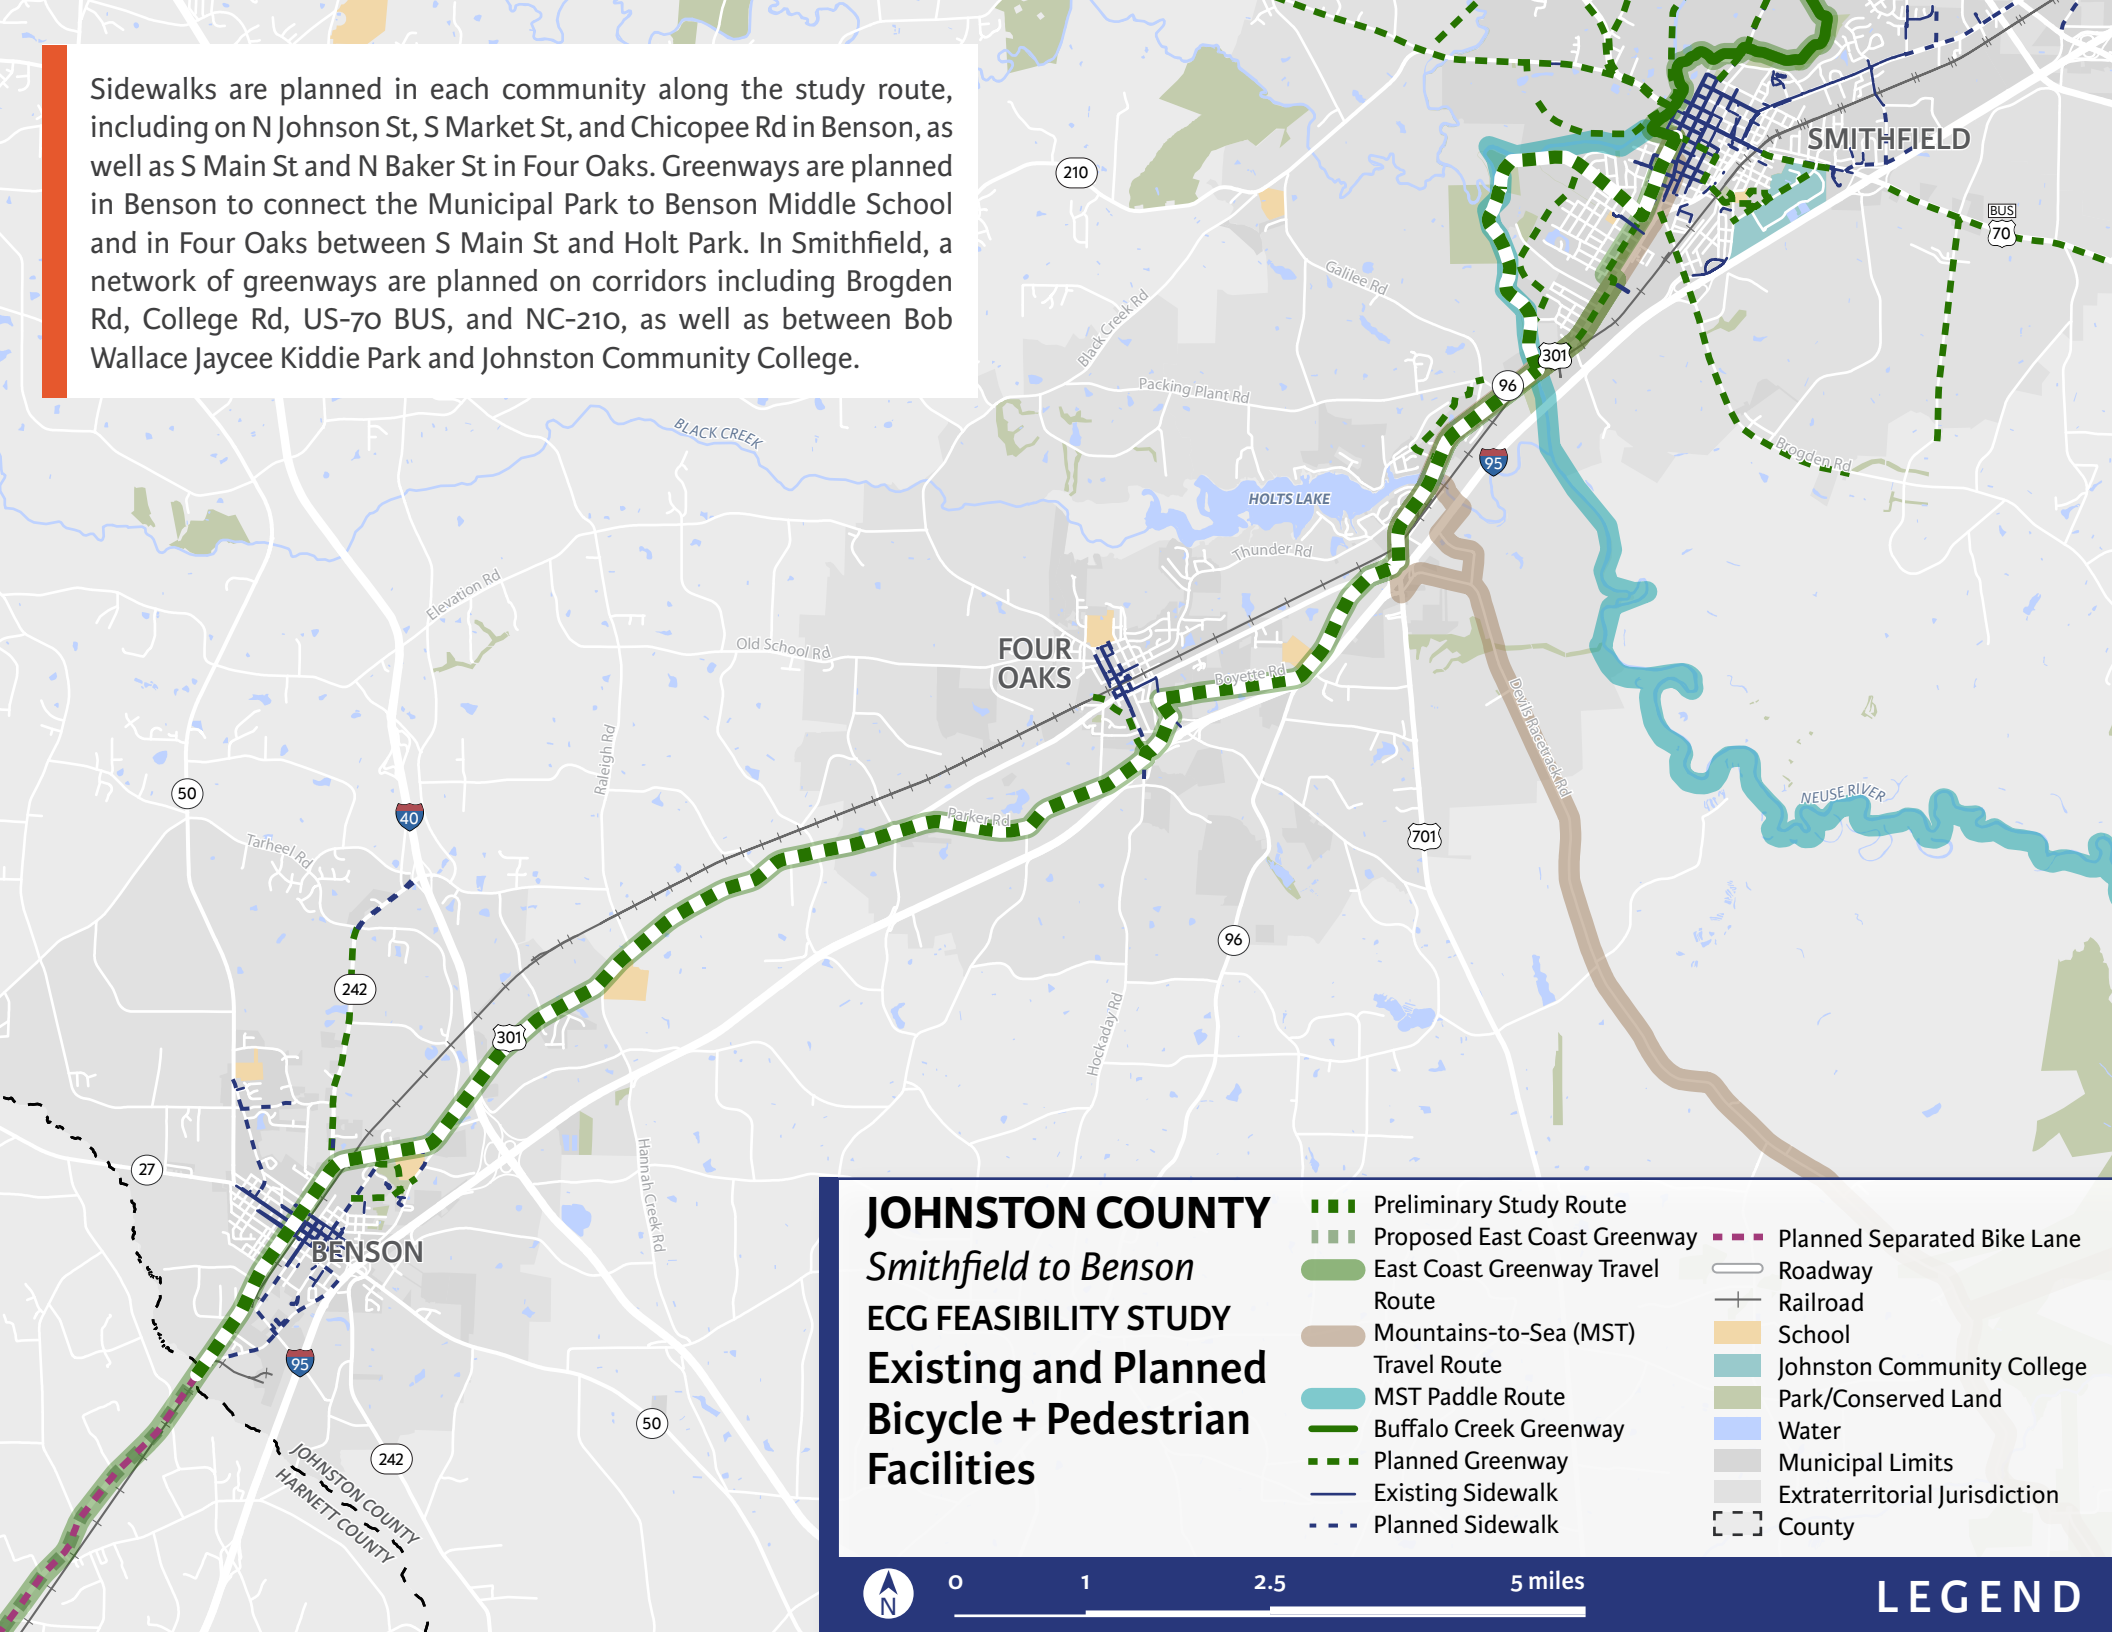 Sidewalks are planned in each community along the study route,
including on N Johnson St, S Market St, and Chicopee Rd in Benson, as
well as S Main St and N Baker St in Four Oaks. Greenways are planned
in Benson to connect the Municipal Park to Benson Middle School
and in Four Oaks between S Main St and Holt Park. In Smithfield, a
network of greenways are planned on corridors including Brogden
Rd, College Rd, US-70 BUS, and NC-210, as well as between Bob
Wallace Jaycee Kiddie Park and Johnston Community College.
210
SMITHFIELD
BUS
70
Galilee Rd
Black Creek Rd
Packing Plant Rd
301
96
BLACK CREEK
Brogden Rd
95
HOLTS LAKE
Thunder Rd
Elevation Rd
Old School Rd
FOUR
OAKS
Boyette Rd
Devils Racetrack Rd
Raleigh Rd
50
40
Parker Rd
701
NEUSE RIVER
Tarheel Rd
96
242
301
Hockaday Rd
27
Hannah Creek Rd
BENSON
95
50
242
JOHNSTON COUNTY
HARNETT COUNTY
JOHNSTON COUNTY
Smithfield to Benson
ECG FEASIBILITY STUDY
Existing and Planned
Bicycle + Pedestrian
Facilities
Preliminary Study Route
Proposed East Coast Greenway
East Coast Greenway Travel
Route
Mountains-to-Sea (MST)
Travel Route
MST Paddle Route
Buffalo Creek Greenway
Planned Greenway
Existing Sidewalk
Planned Sidewalk
Planned Separated Bike Lane
Roadway
Railroad
School
Johnston Community College
Park/Conserved Land
Water
Municipal Limits
Extraterritorial Jurisdiction
County
N
0 1 2.5 5 miles
LEGEND